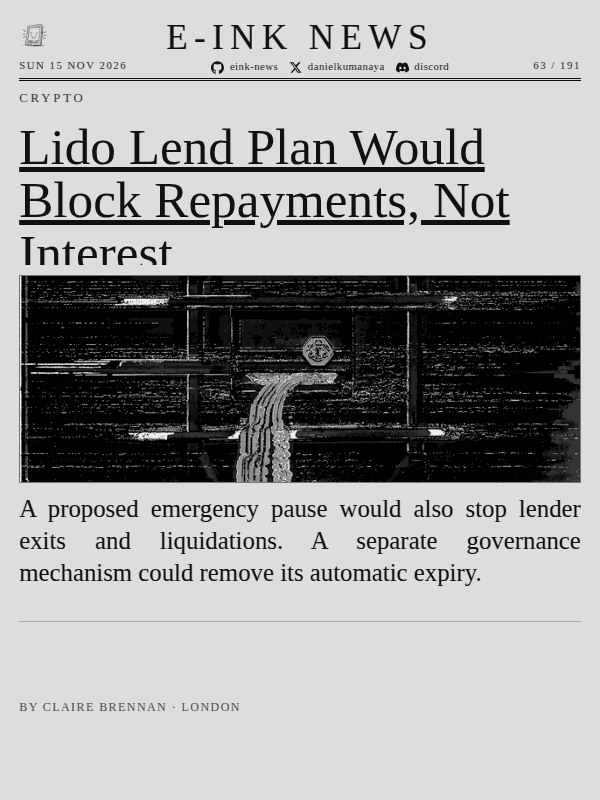 E-INK NEWS
SUN 15 NOV 2026
eink-news danielkumanaya discord
63 / 191
CRYPTO
Lido Lend Plan Would
Block Repayments, Not
Interest
A proposed emergency pause would also stop lender
exits and liquidations. A separate governance
mechanism could remove its automatic expiry.
BY CLAIRE BRENNAN · LONDON